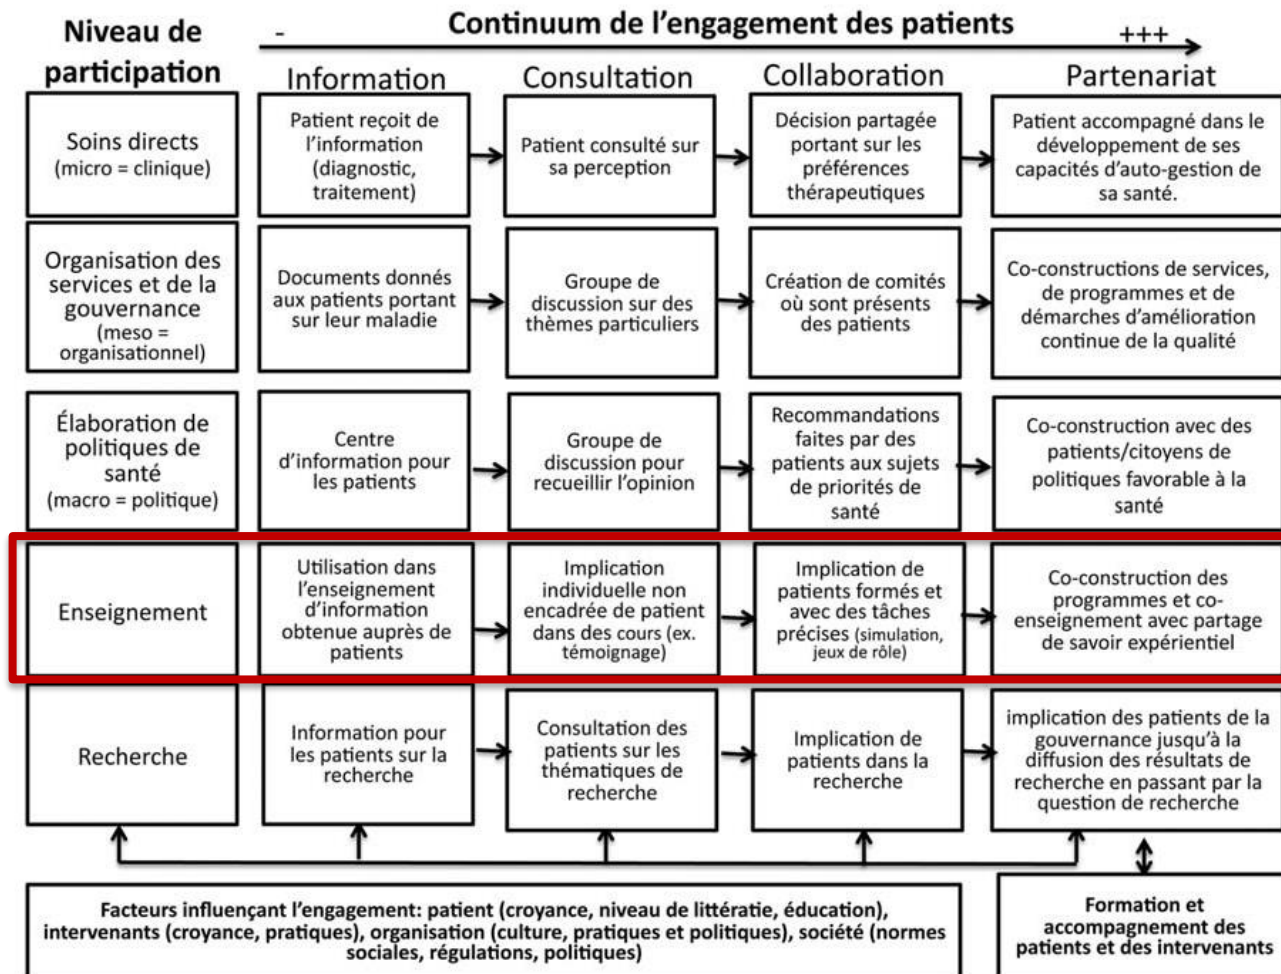 Niveau de
participation
Continuum de l’engagement des patients
-
+++
Information
Consultation
Collaboration
Partenariat
Soins directs
(micro = clinique)
Patient reçoit de
l’information
(diagnostic,
traitement)
Patient consulté sur
sa perception
Décision partagée
portant sur les
préférences
thérapeutiques
Patient accompagné dans le
développement de ses
capacités d’auto-gestion de
sa santé.
Organisation des
services et de la
gouvernance
(meso =
organisationnel)
Documents donnés
aux patients portant
sur leur maladie
Groupe de
discussion sur des
thèmes particuliers
Création de comités
où sont présents
des patients
Co-constructions de services,
de programmes et de
démarches d’amélioration
continue de la qualité
Élaboration de
politiques de
santé
(macro = politique)
Centre
d’information pour
les patients
Groupe de
discussion pour
recueillir l’opinion
Recommandations
faites par des
patients aux sujets
de priorités de
santé
Co-construction avec des
patients/citoyens de
politiques favorable à la
santé
Enseignement
Utilisation dans
l’enseignement
d’information
obtenue auprès de
patients
Implication
individuelle non
encadrée de patient
dans des cours (ex.
témoignage)
Implication de
patients formés et
avec des tâches
précises (simulation,
jeux de rôle)
Co-construction des
programmes et co-
enseignement avec partage
de savoir expérientiel
Recherche
Information pour
les patients sur la
recherche
Consultation des
patients sur les
thématiques de
recherche
Implication de
patients dans la
recherche
implication des patients de la
gouvernance jusqu’à la
diffusion des résultats de
recherche en passant par la
question de recherche
Facteurs influençant l’engagement: patient (croyance, niveau de littératie, éducation),
intervenants (croyance, pratiques), organisation (culture, pratiques et politiques), société (normes
sociales, régulations, politiques)
Formation et
accompagnement des
patients et des intervenants